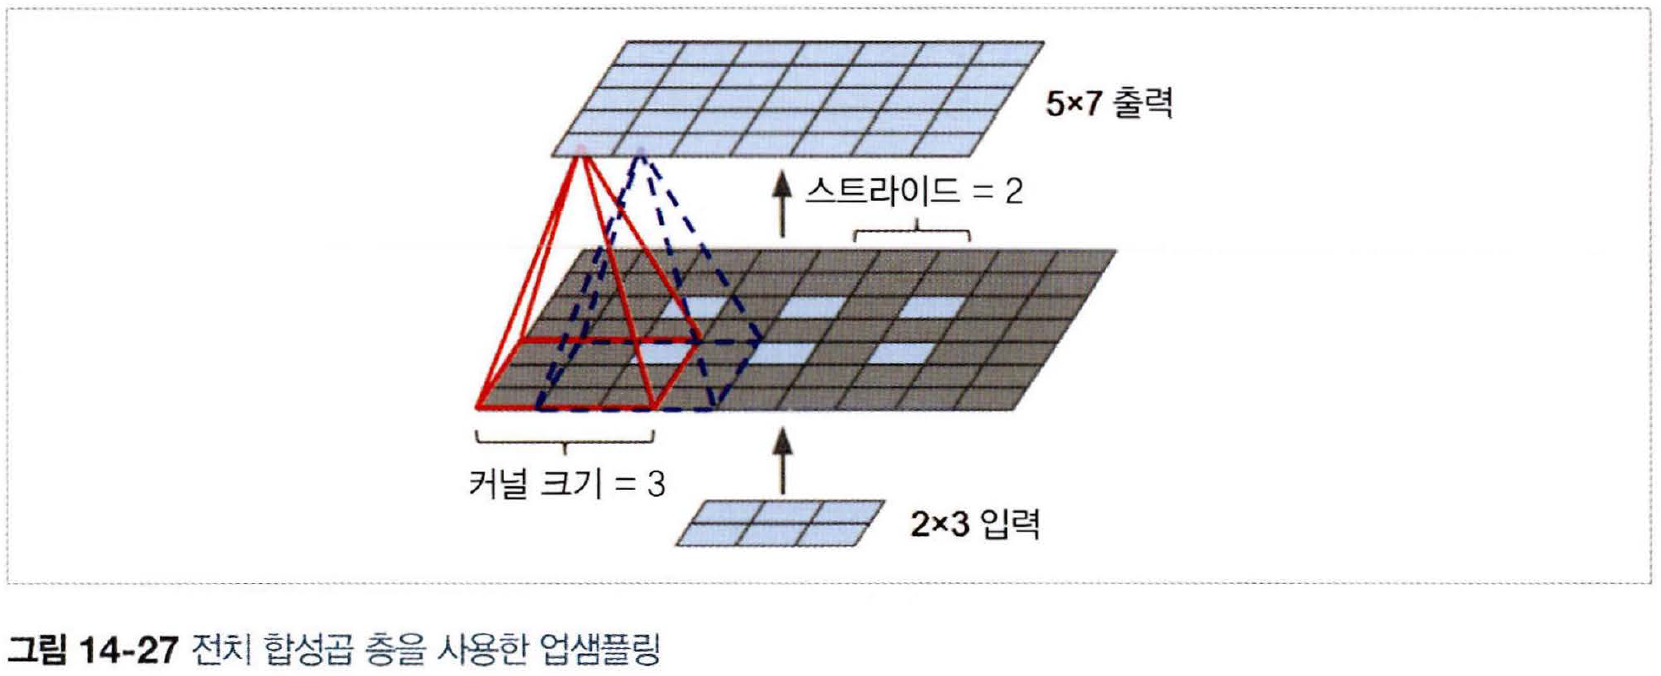 5×7 출력
스트라이드 = 2
커널 크기 = 3
2×3 입력
그림 14-27 전치 합성곱 층을 사용한 업샘플링